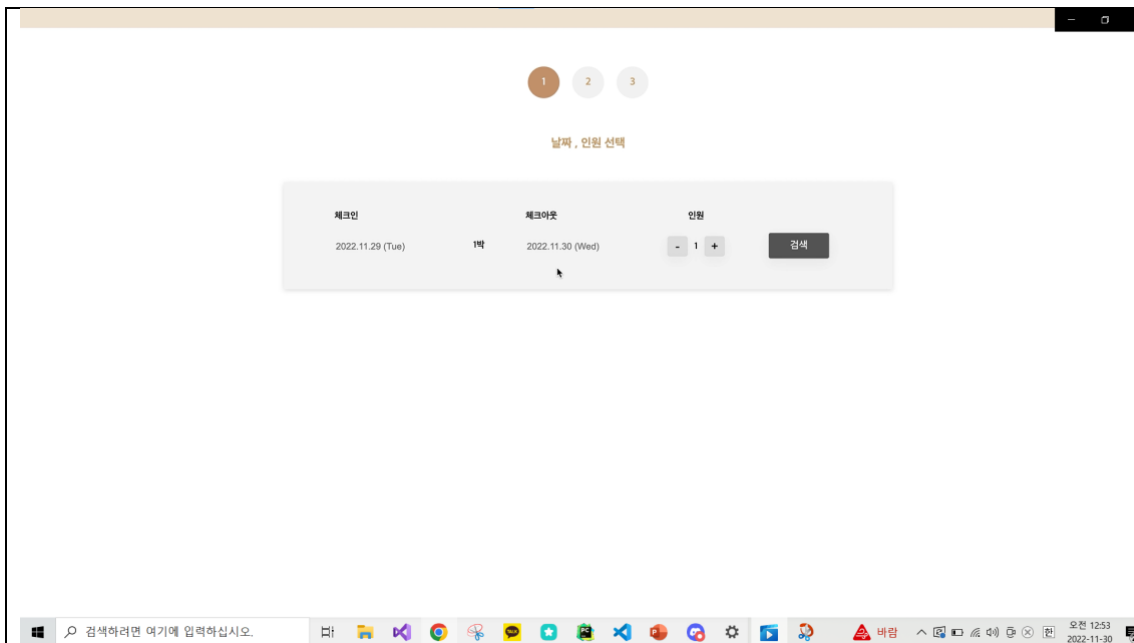 1 2 3
날짜 , 인원 선택
체크인 체크아웃 인원
2022.11.29 (Tue) 1박 2022.11.30 (Wed) - 1 + 검색
검색하려면 여기에 입력하십시오.
바람
한
오전 12:53
2022-11-30